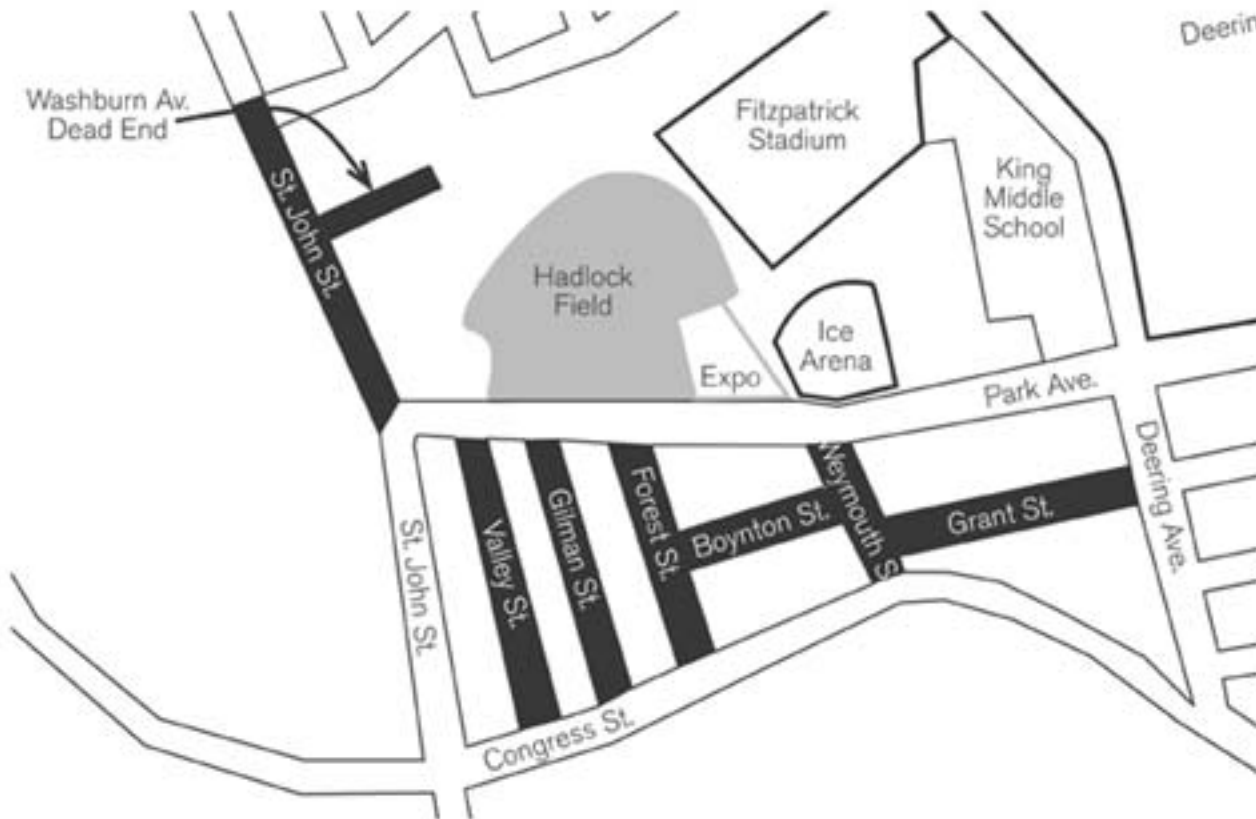 Deerin
Washburn Av.
Dead End
Fitzpatrick
Stadium
King
Middle
School
St. John St.
Hadlock
Field
Ice
Arena
Expo
Park Ave.
Deering Ave.
Weymouth S
Forest St.
Gilman St.
Valley St.
Boynton St.
Grant St.
St. John St.
Congress St.